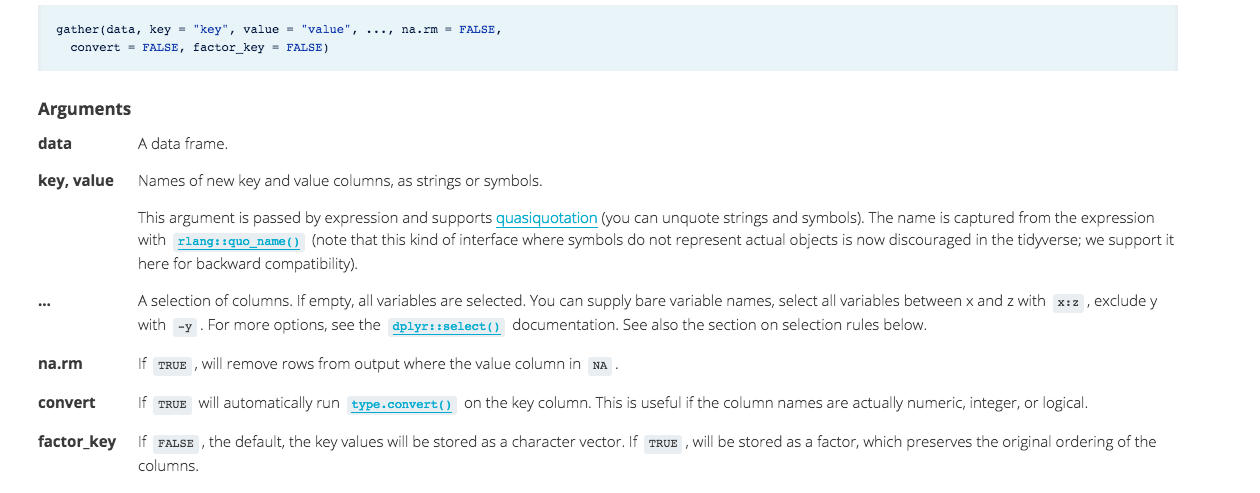 gather(data, key = "key", value = "value", ..., na.rm = FALSE,
convert = FALSE, factor_key = FALSE)
Arguments
data A data frame.
key, value Names of new key and value columns, as strings or symbols.
This argument is passed by expression and supports quasiquotation (you can unquote strings and symbols). The name is captured from the expression
with rlang::quo_name() (note that this kind of interface where symbols do not represent actual objects is now discouraged in the tidyverse; we support it
here for backward compatibility).
... A selection of columns. If empty, all variables are selected. You can supply bare variable names, select all variables between x and z with x:z , exclude y
with -y . For more options, see the dplyr::select() documentation. See also the section on selection rules below.
na.rm If TRUE , will remove rows from output where the value column in NA .
convert If TRUE will automatically run type.convert() on the key column. This is useful if the column names are actually numeric, integer, or logical.
factor_key If FALSE , the default, the key values will be stored as a character vector. If TRUE , will be stored as a factor, which preserves the original ordering of the
columns.